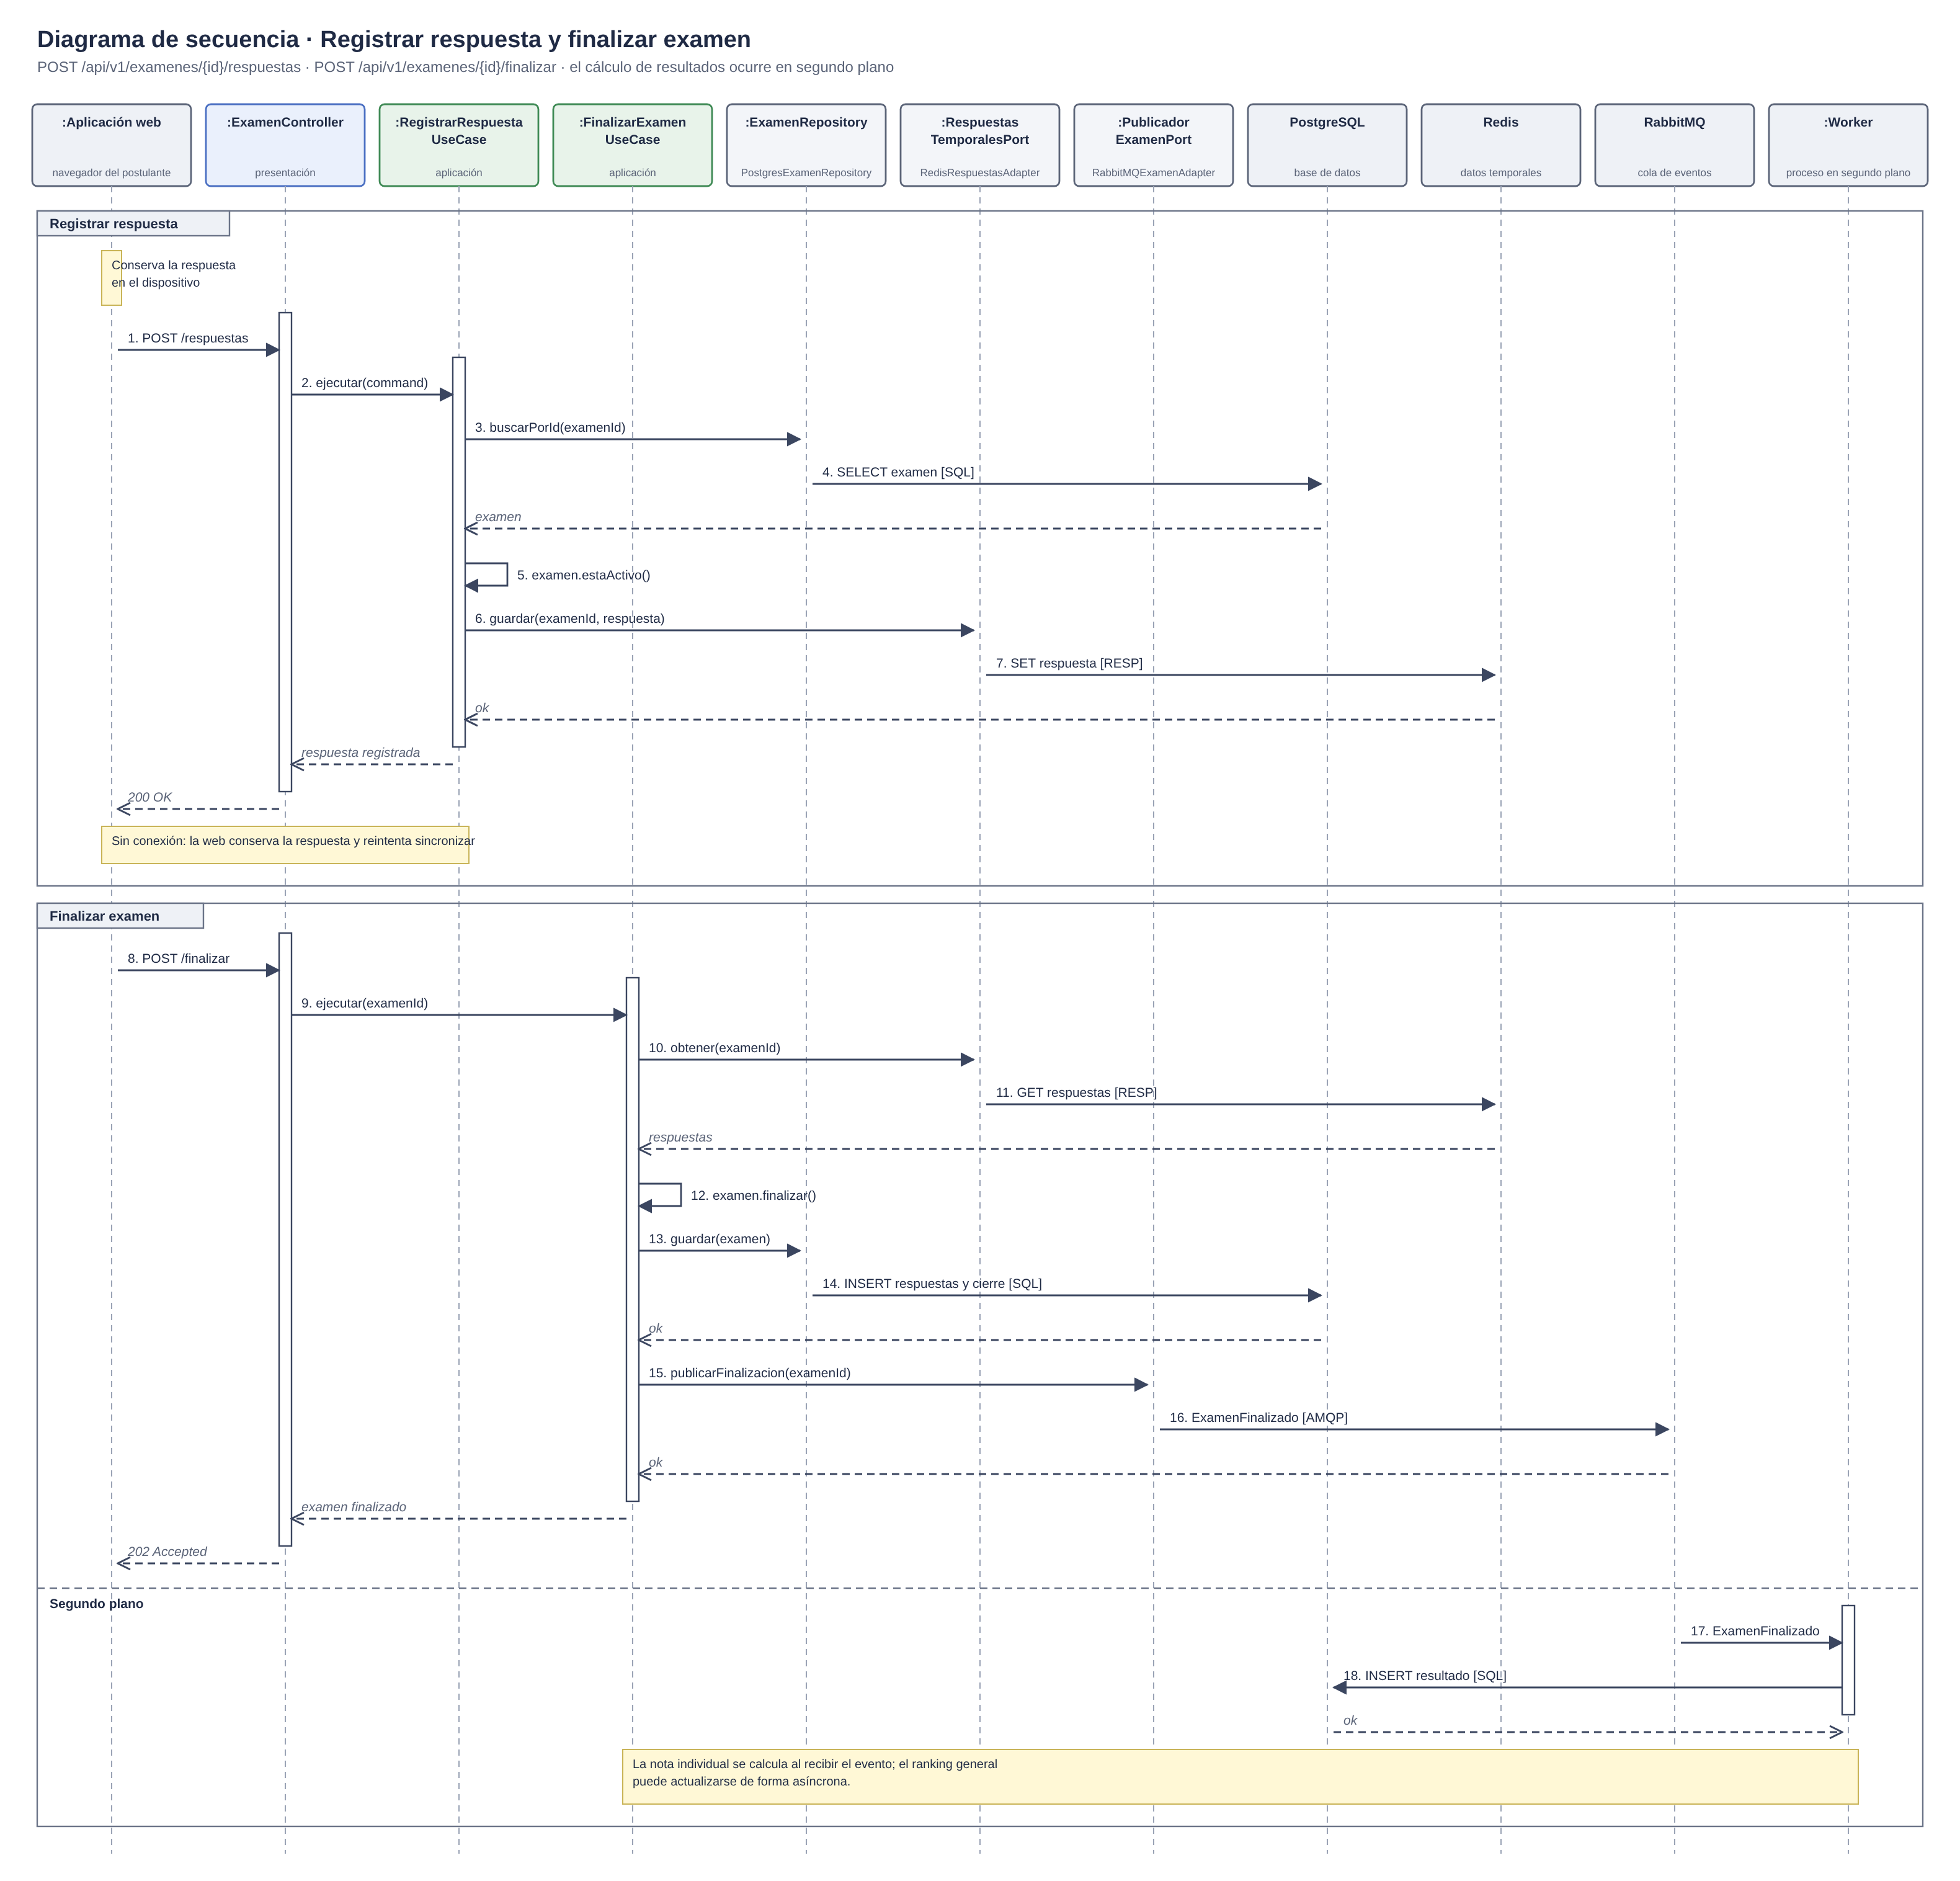 Diagrama de secuencia · Registrar respuesta y finalizar examen
POST /api/v1/examenes/{id}/respuestas · POST /api/v1/examenes/{id}/finalizar · el cálculo de resultados ocurre en segundo plano
:Aplicación web
navegador del postulante
:ExamenController
presentación
:RegistrarRespuesta
UseCase
aplicación
:FinalizarExamen
UseCase
aplicación
:ExamenRepository
PostgresExamenRepository
:Respuestas
TemporalesPort
RedisRespuestasAdapter
:Publicador
ExamenPort
RabbitMQExamenAdapter
PostgreSQL
base de datos
Redis
datos temporales
RabbitMQ
cola de eventos
:Worker
proceso en segundo plano
Registrar respuesta
Conserva la respuesta
en el dispositivo
1. POST /respuestas
2. ejecutar(command)
3. buscarPorId(examenId)
4. SELECT examen [SQL]
examen
5. examen.estaActivo()
6. guardar(examenId, respuesta)
7. SET respuesta [RESP]
ok
respuesta registrada
200 OK
Sin conexión: la web conserva la respuesta y reintenta sincronizar
Finalizar examen
8. POST /finalizar
9. ejecutar(examenId)
10. obtener(examenId)
11. GET respuestas [RESP]
respuestas
12. examen.finalizar()
13. guardar(examen)
14. INSERT respuestas y cierre [SQL]
ok
15. publicarFinalizacion(examenId)
16. ExamenFinalizado [AMQP]
ok
examen finalizado
202 Accepted
Segundo plano
17. ExamenFinalizado
18. INSERT resultado [SQL]
ok
La nota individual se calcula al recibir el evento; el ranking general
puede actualizarse de forma asíncrona.